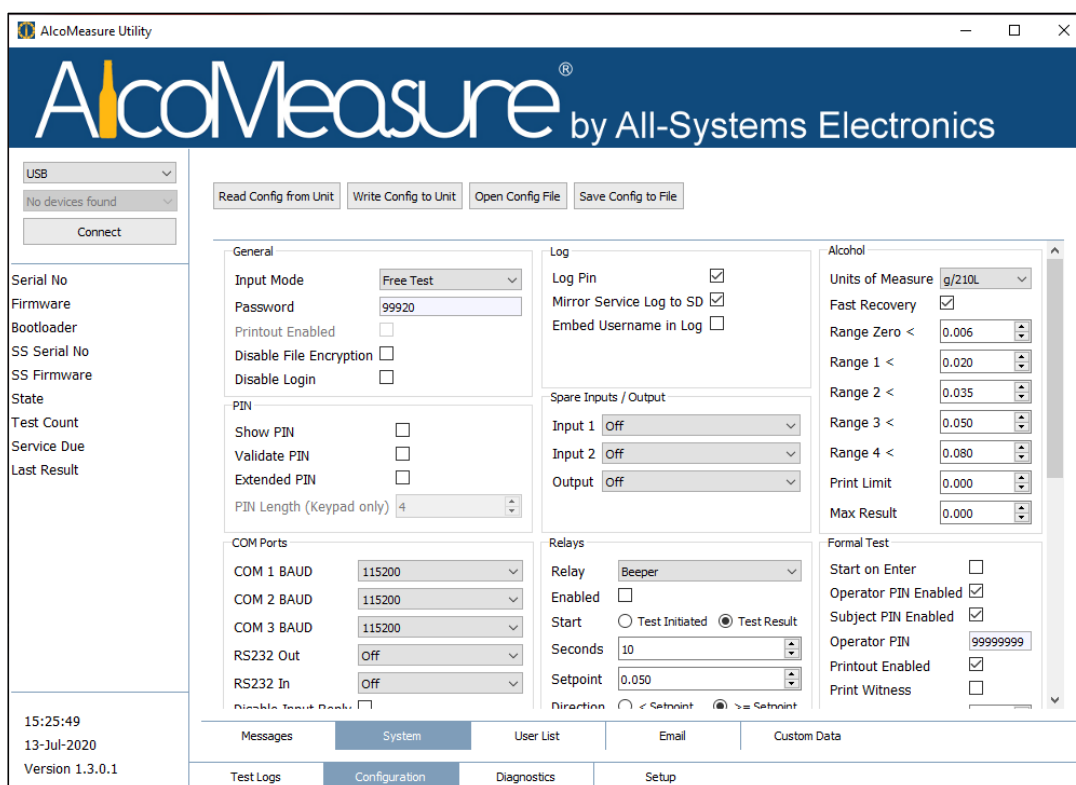 AlcoMeasure Utility
AlcoMeasure® by All-Systems Electronics
USB
No devices found
Connect
Serial No
Firmware
Bootloader
SS Serial No
SS Firmware
State
Test Count
Service Due
Last Result
15:25:49
13-Jul-2020
Version 1.3.0.1
Read Config from Unit
Write Config to Unit
Open Config File
Save Config to File
General
Input Mode Free Test
Password 99920
Printout Enabled
Disable File Encryption
Disable Login
PIN
Show PIN
Validate PIN
Extended PIN
PIN Length (Keypad only) 4
COM Ports
COM 1 BAUD 115200
COM 2 BAUD 115200
COM 3 BAUD 115200
RS232 Out Off
RS232 In Off
Disable Input Reply
Log
Log Pin
Mirror Service Log to SD
Embed Username in Log
Spare Inputs / Output
Input 1 Off
Input 2 Off
Output Off
Relays
Relay Beeper
Enabled
Start Test Initiated Test Result
Seconds 10
Setpoint 0.050
Direction < Setpoint >= Setpoint
Alcohol
Units of Measure g/210L
Fast Recovery
Range Zero < 0.006
Range 1 < 0.020
Range 2 < 0.035
Range 3 < 0.050
Range 4 < 0.080
Print Limit 0.000
Max Result 0.000
Formal Test
Start on Enter
Operator PIN Enabled
Subject PIN Enabled
Operator PIN 99999999
Printout Enabled
Print Witness
Messages System User List Email Custom Data
Test Logs Configuration Diagnostics Setup